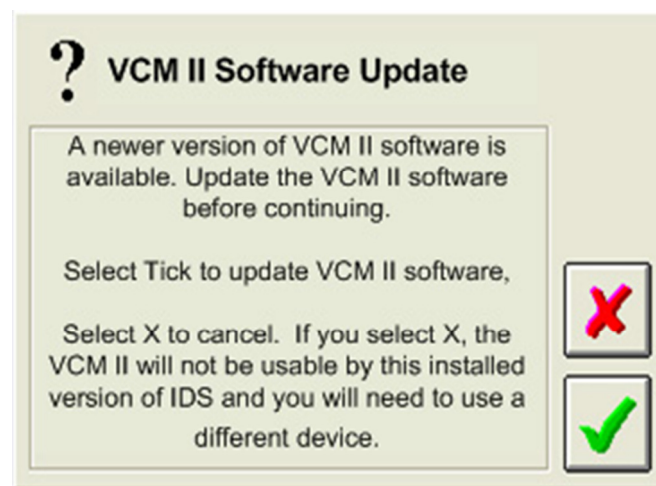 ? VCM II Software Update
A newer version of VCM II software is
available. Update the VCM II software
before continuing.
Select Tick to update VCM II software,
Select X to cancel.  If you select X, the
VCM II will not be usable by this installed
version of IDS and you will need to use a
different device.